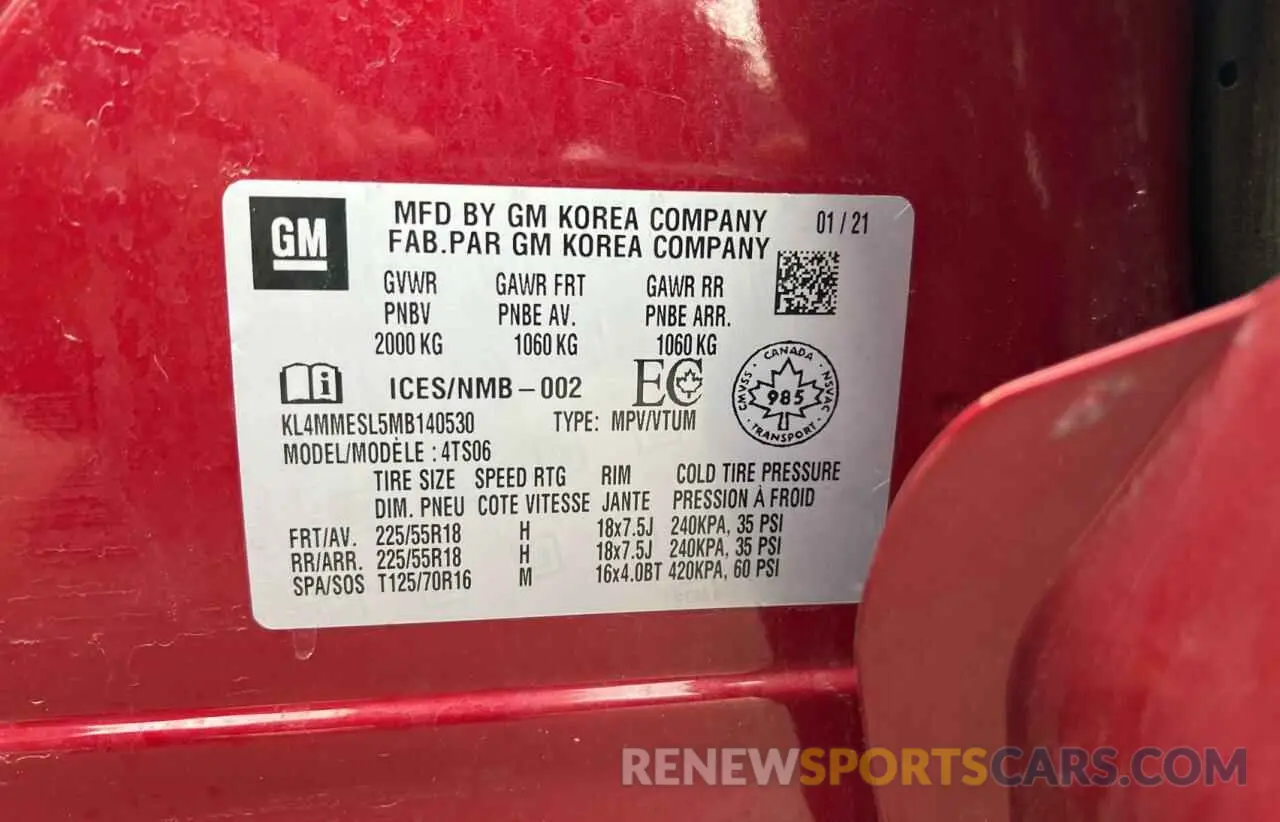 GM
MFD BY GM KOREA COMPANY 01 / 21
FAB.PAR GM KOREA COMPANY
GVWR GAWR FRT GAWR RR
PNBV PNBE AV. PNBE ARR.
2000 KG 1060 KG 1060 KG
ICES/NMB – 002 EC
CANADA
CMVSS 985 NSVAC
TRANSPORT
KL4MMESL5MB140530 TYPE: MPV/VTUM
MODEL/MODÈLE : 4TS06
TIRE SIZE SPEED RTG RIM COLD TIRE PRESSURE
DIM. PNEU COTE VITESSE JANTE PRESSION À FROID
FRT/AV. 225/55R18 H 18x7.5J 240KPA, 35 PSI
RR/ARR. 225/55R18 H 18x7.5J 240KPA, 35 PSI
SPA/SOS T125/70R16 M 16x4.0BT 420KPA, 60 PSI
RENEWSPORTSCARS.COM